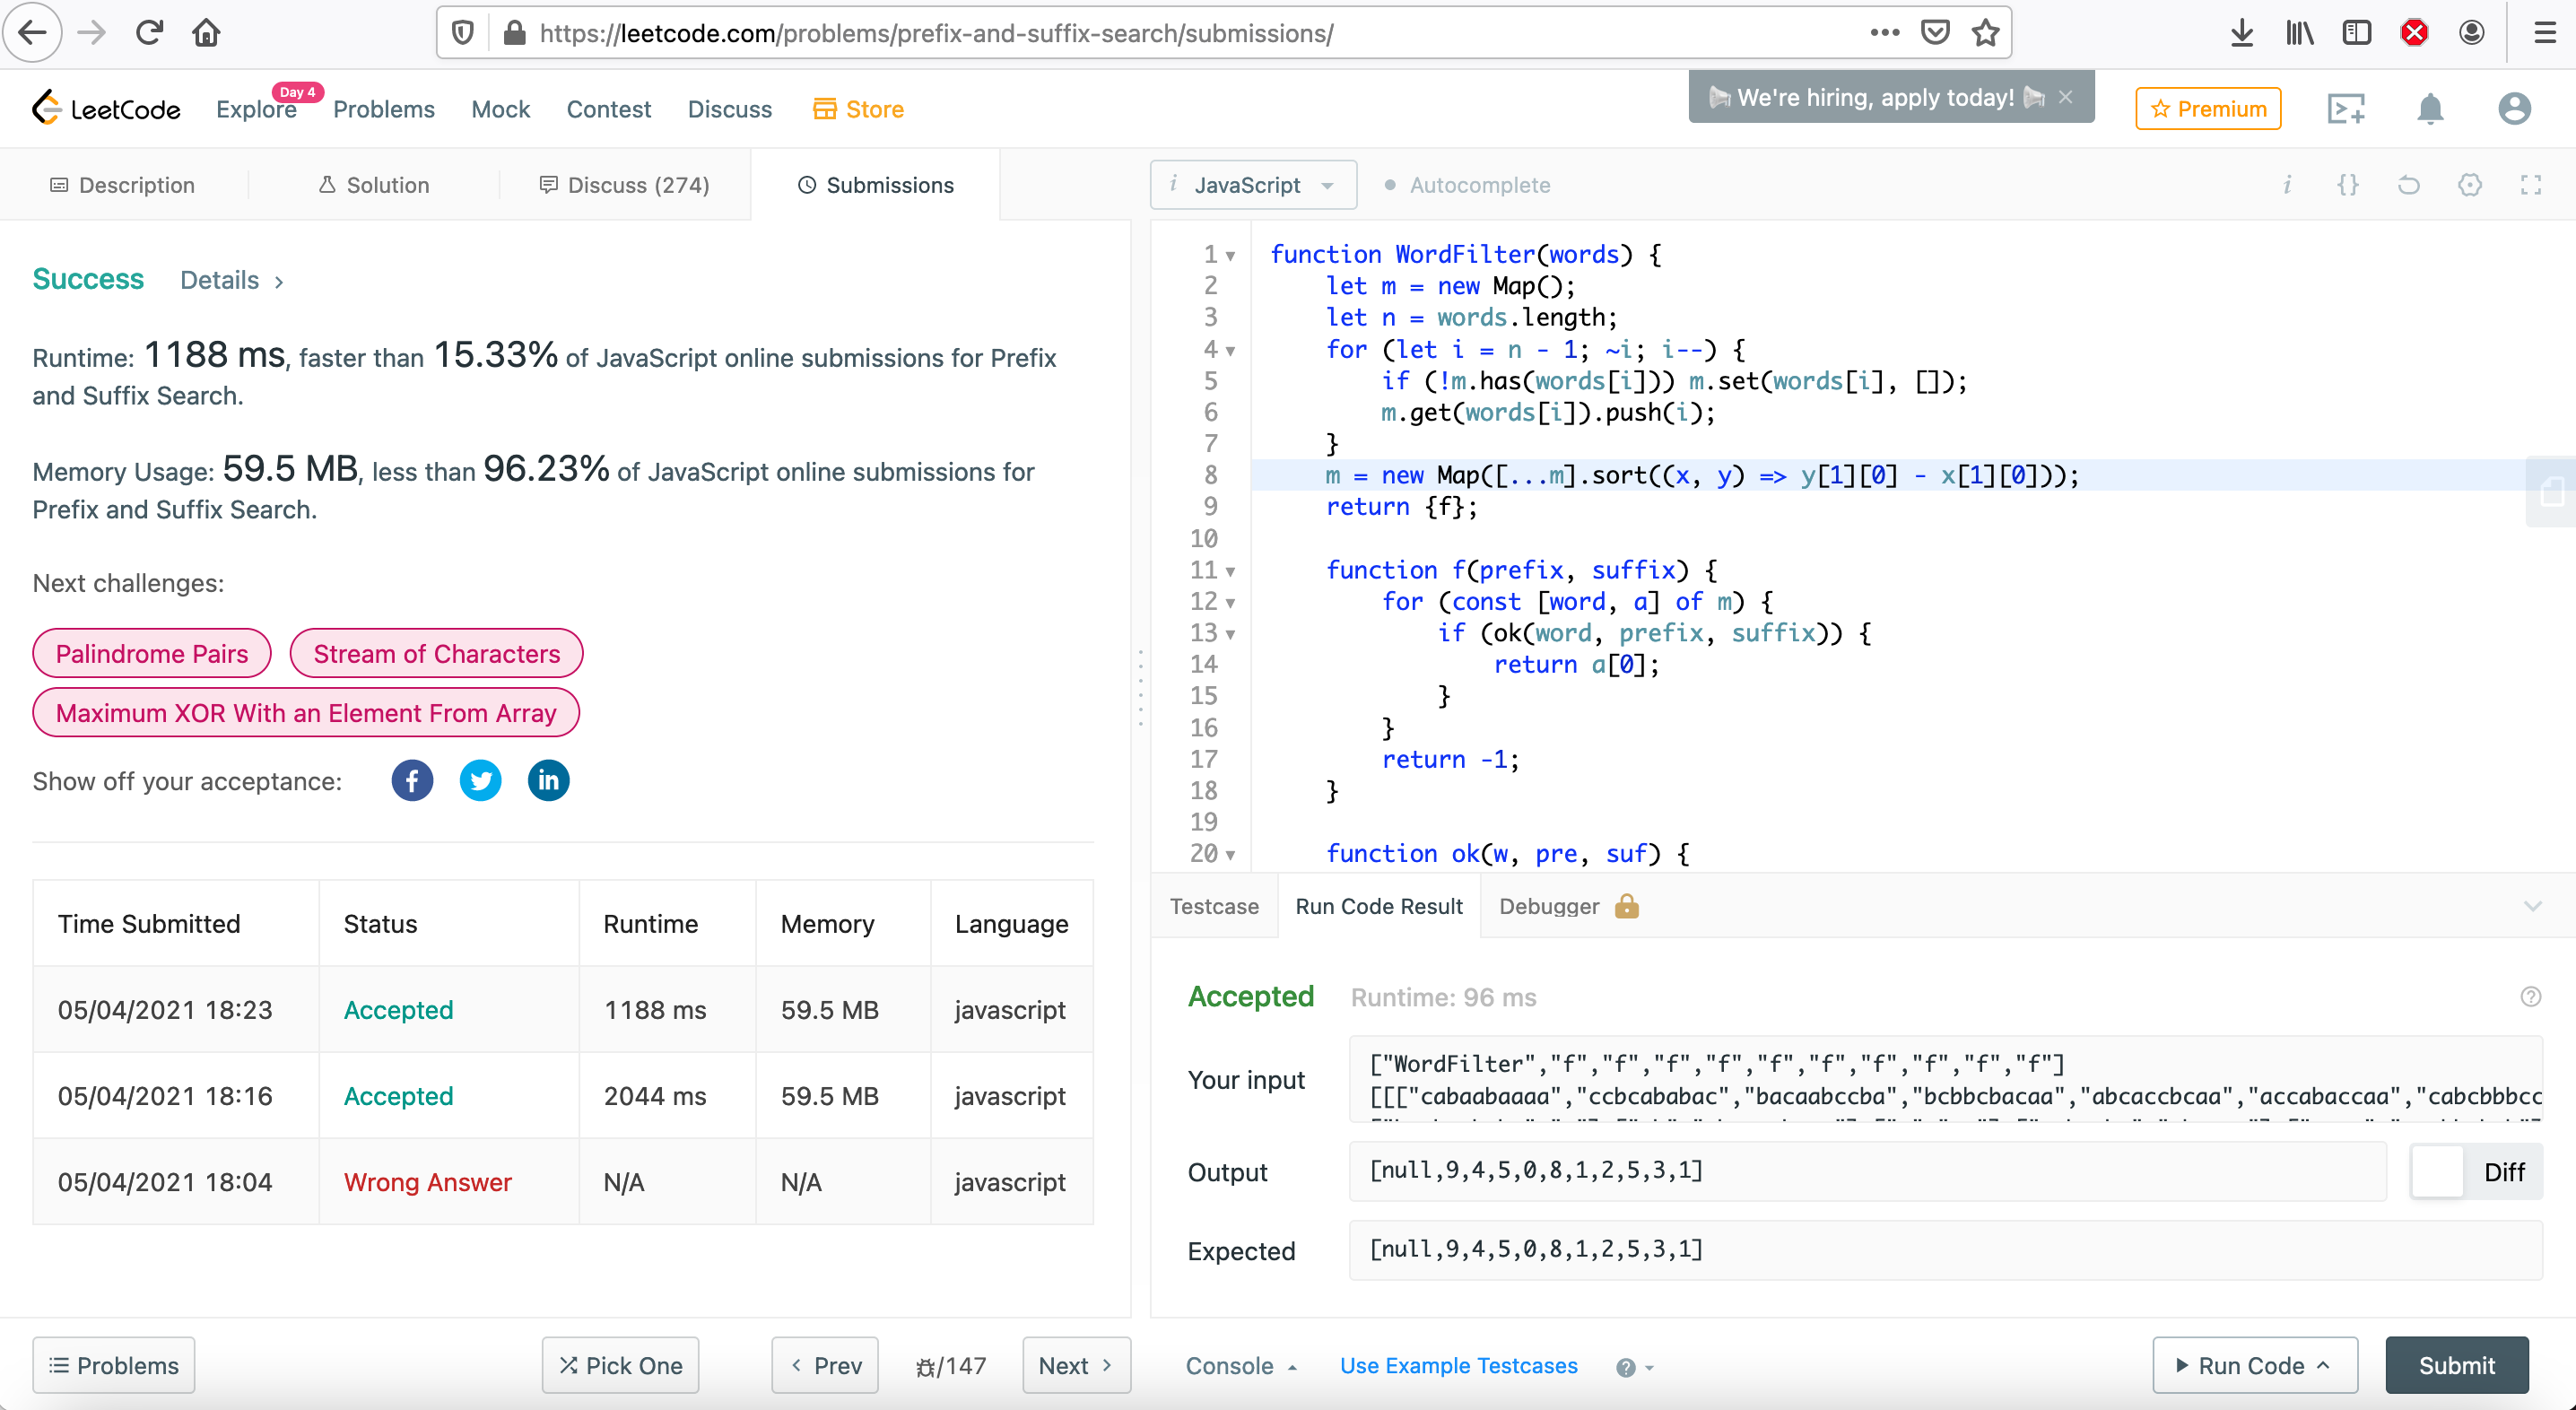 https://leetcode.com/problems/prefix-and-suffix-search/submissions/
LeetCode
Explore
Day 4
Problems
Mock
Contest
Discuss
Store
We're hiring, apply today!
Premium
Description
Solution
Discuss (274)
Submissions
i JavaScript
Autocomplete
Success Details
Runtime: 1188 ms, faster than 15.33% of JavaScript online submissions for Prefix
and Suffix Search.
Memory Usage: 59.5 MB, less than 96.23% of JavaScript online submissions for
Prefix and Suffix Search.
Next challenges:
Palindrome Pairs
Stream of Characters
Maximum XOR With an Element From Array
Show off your acceptance:
Time Submitted Status Runtime Memory Language
05/04/2021 18:23 Accepted 1188 ms 59.5 MB javascript
05/04/2021 18:16 Accepted 2044 ms 59.5 MB javascript
05/04/2021 18:04 Wrong Answer N/A N/A javascript
1 function WordFilter(words) {
2 let m = new Map();
3 let n = words.length;
4 for (let i = n - 1; ~i; i--) {
5 if (!m.has(words[i])) m.set(words[i], []);
6 m.get(words[i]).push(i);
7 }
8 m = new Map([...m].sort((x, y) => y[1][0] - x[1][0]));
9 return {f};
10
11 function f(prefix, suffix) {
12 for (const [word, a] of m) {
13 if (ok(word, prefix, suffix)) {
14 return a[0];
15 }
16 }
17 return -1;
18 }
19
20 function ok(w, pre, suf) {
Testcase
Run Code Result
Debugger
Accepted Runtime: 96 ms
Your input
["WordFilter","f","f","f","f","f","f","f","f","f","f"]
[[["cabaabaaaa","ccbcababac","bacaabccba","bcbbcbacaa","abcaccbcaa","accabaccaa","cabcbbbcc
Output
[null,9,4,5,0,8,1,2,5,3,1]
Diff
Expected
[null,9,4,5,0,8,1,2,5,3,1]
Problems
Pick One
Prev
/147
Next
Console
Use Example Testcases
Run Code
Submit